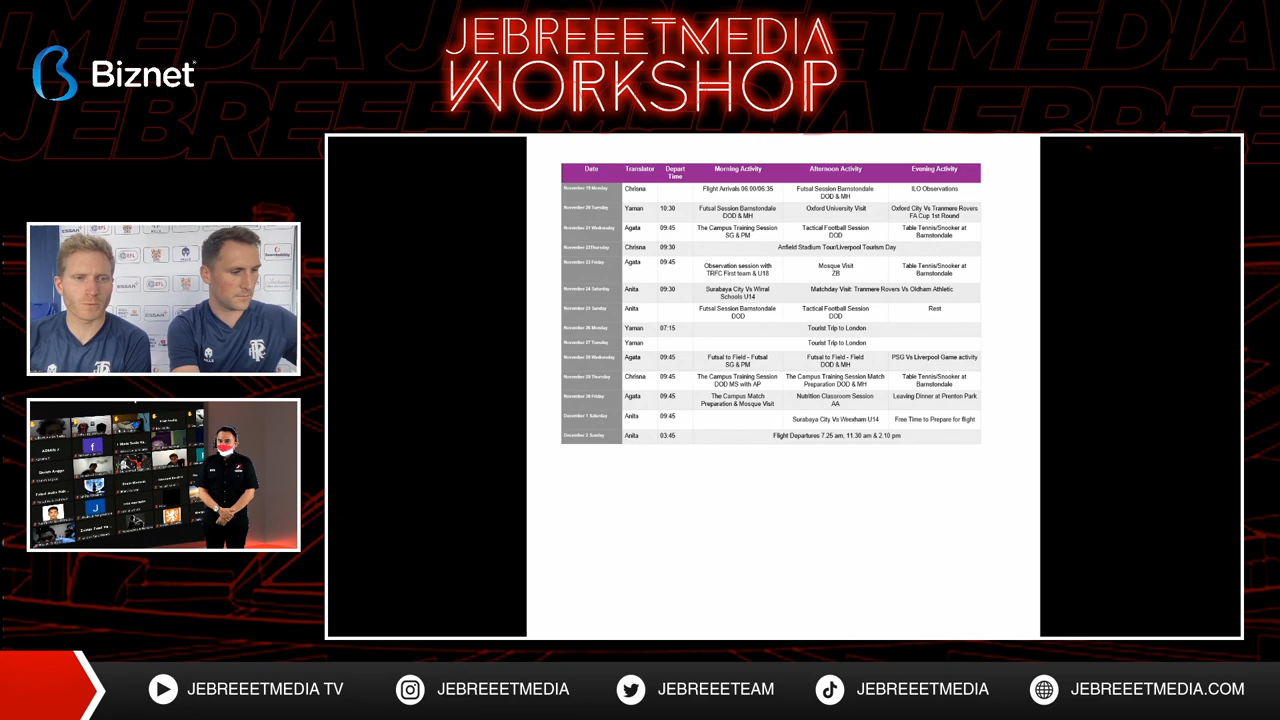 JEBREEETMEDIA
WORKSHOP
Biznet
Date Translator Depart Time Morning Activity Afternoon Activity Evening Activity
November 19 Monday Chrisna Flight Arrivals 06:00/06:35 Futsal Session Barnstondale DOD & MH ILO Observations
November 20 Tuesday Yaman 10:30 Futsal Session Barnstondale DOD & MH Oxford University Visit Oxford City Vs Tranmere Rovers FA Cup 1st Round
November 21 Wednesday Agata 09:45 The Campus Training Session SG & PM Tactical Football Session DOD Table Tennis/Snooker at Barnstondale
November 22Thursday Chrisna 09:30 Anfield Stadium Tour/Liverpool Tourism Day
November 23 Friday Agata 09:45 Observation session with TRFC First team & U18 Mosque Visit ZB Table Tennis/Snooker at Barnstondale
November 24 Saturday Anita 09:30 Surabaya City Vs Wirral Schools U14 Matchday Visit: Tranmere Rovers Vs Oldham Athletic
November 25 Sunday Anita Futsal Session Barnstondale DOD Tactical Football Session DOD Rest
November 26 Monday Yaman 07:15 Tourist Trip to London
November 27 Tuesday Yaman Tourist Trip to London
November 28 Wednesday Agata 09:45 Futsal to Field - Futsal SG & PM Futsal to Field - Field DOD & MH PSG Vs Liverpool Game activity
November 29 Thursday Chrisna 09:45 The Campus Training Session DOD MS with AP The Campus Training Session Match Preparation DOD & MH Table Tennis/Snooker at Barnstondale
November 30 Friday Agata 09:45 The Campus Match Preparation & Mosque Visit Nutrition Classroom Session AA Leaving Dinner at Prenton Park
December 1 Saturday Anita 09:45 Surabaya City Vs Wrexham U14 Free Time to Prepare for flight
December 2 Sunday Anita 03:45 Flight Departures 7.25 am, 11.30 am & 2.10 pm
JEBREEETMEDIA TV
JEBREEETMEDIA
JEBREEETEAM
JEBREEETMEDIA
JEBREEETMEDIA.COM